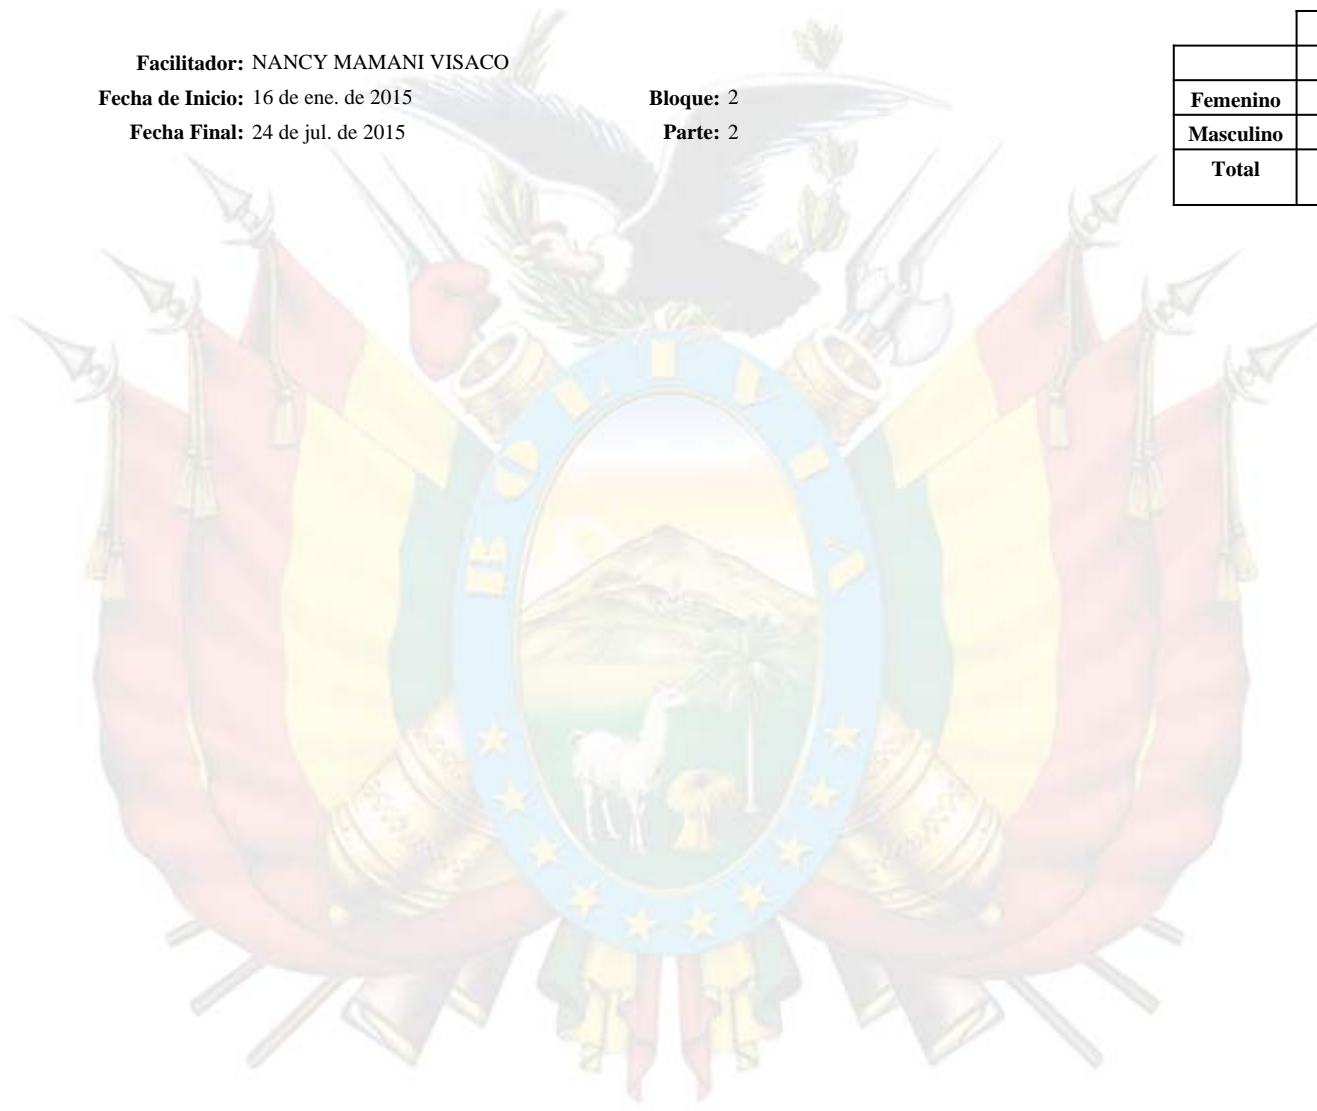 Facilitador: NANCY MAMANI VISACO
Fecha de Inicio: 16 de ene. de 2015 Bloque: 2
Fecha Final: 24 de jul. de 2015 Parte: 2
Femenino
Masculino
Total
BOLIVIA